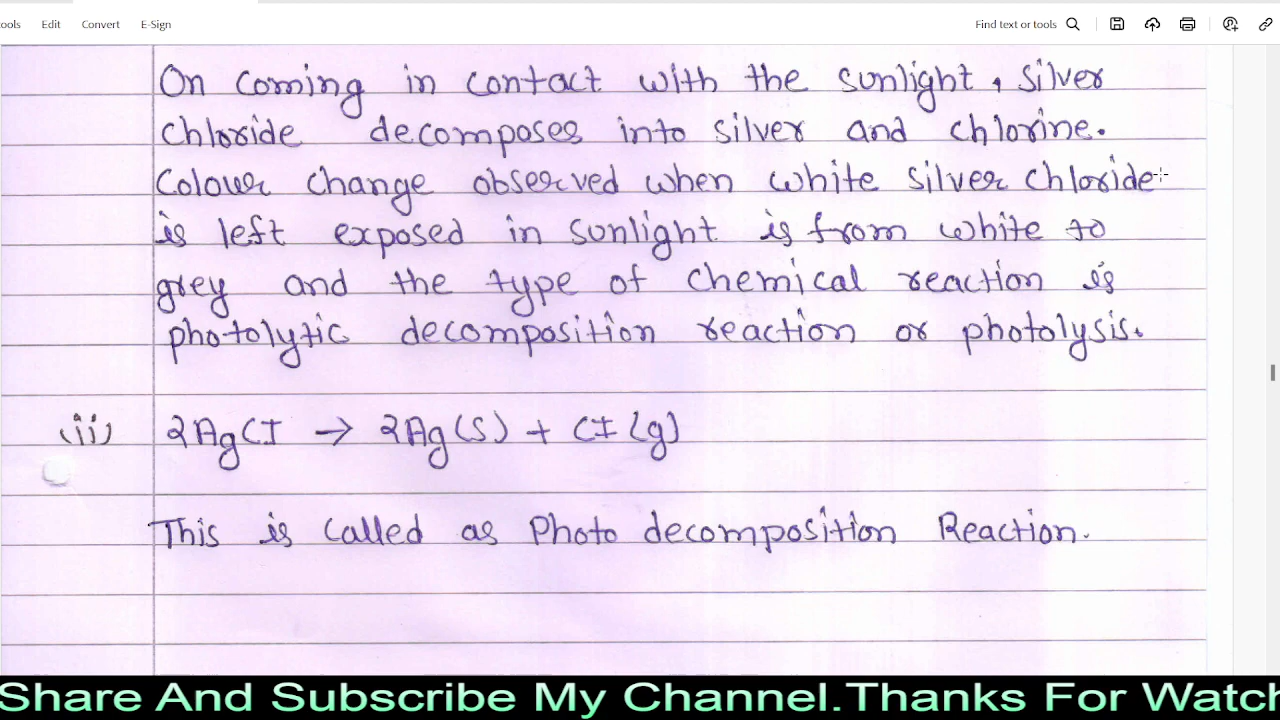 ools Edit Convert E-Sign Find text or tools
On coming in contact with the sunlight, silver
chloride decomposes into silver and chlorine.
Colour change observed when white silver chloride
is left exposed in sunlight is from white to
grey and the type of chemical reaction is
photolytic decomposition reaction or photolysis.
(ii) 2AgCI → 2Ag(s) + CI(g)
This is called as Photo decomposition Reaction.
Share And Subscribe My Channel.Thanks For Watch